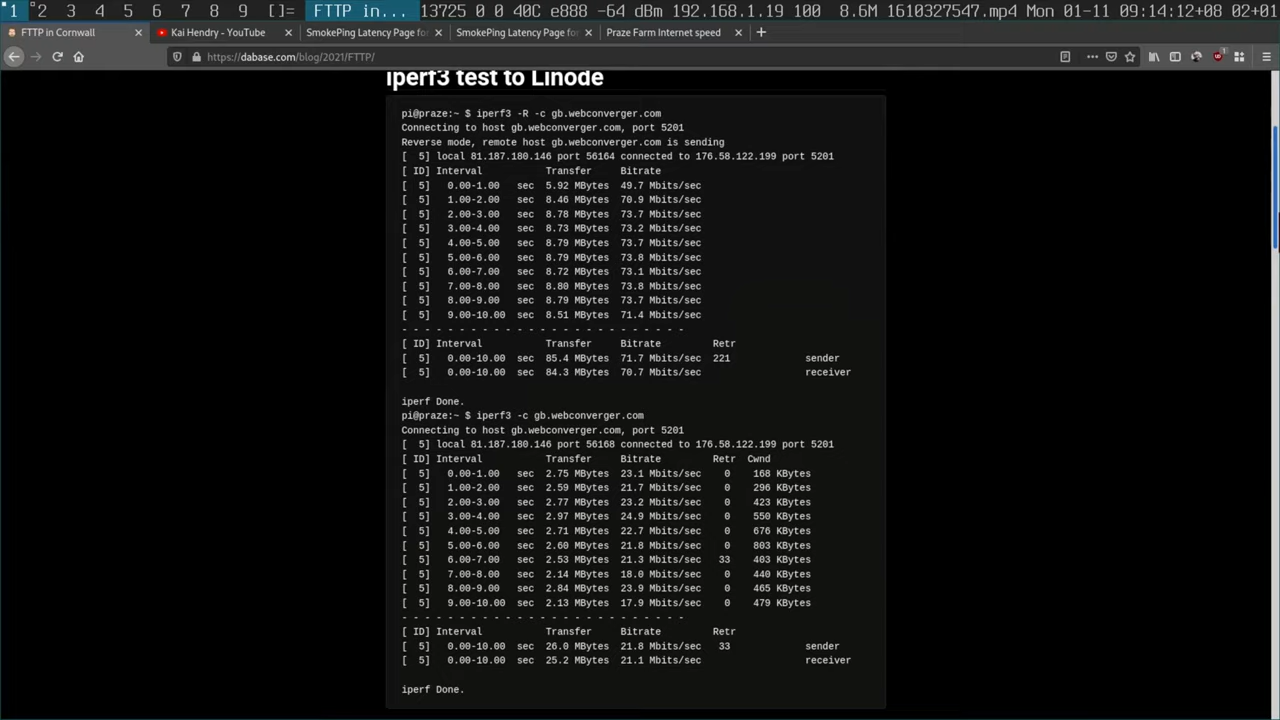 1 2 3 4 5 6 7 8 9 []= FTTP in... 13725 0 0 40C e888 -64 dBm 192.168.1.19 100 8.6M 1610327547.mp4 Mon 01-11 09:14:12+08 02+01
FTTP in Cornwall Kai Hendry - YouTube SmokePing Latency Page for SmokePing Latency Page for Praze Farm Internet speed
https://dabase.com/blog/2021/FTTP/
iperf3 test to Linode
pi@praze:~ $ iperf3 -R -c gb.webconverger.com
Connecting to host gb.webconverger.com, port 5201
Reverse mode, remote host gb.webconverger.com is sending
[  5] local 81.187.180.146 port 56164 connected to 176.58.122.199 port 5201
[ ID] Interval           Transfer     Bitrate
[  5]   0.00-1.00   sec  5.92 MBytes  49.7 Mbits/sec
[  5]   1.00-2.00   sec  8.46 MBytes  70.9 Mbits/sec
[  5]   2.00-3.00   sec  8.78 MBytes  73.7 Mbits/sec
[  5]   3.00-4.00   sec  8.73 MBytes  73.2 Mbits/sec
[  5]   4.00-5.00   sec  8.79 MBytes  73.7 Mbits/sec
[  5]   5.00-6.00   sec  8.79 MBytes  73.8 Mbits/sec
[  5]   6.00-7.00   sec  8.72 MBytes  73.1 Mbits/sec
[  5]   7.00-8.00   sec  8.80 MBytes  73.8 Mbits/sec
[  5]   8.00-9.00   sec  8.79 MBytes  73.7 Mbits/sec
[  5]   9.00-10.00  sec  8.51 MBytes  71.4 Mbits/sec
- - - - - - - - - - - - - - - - - - - - - - - - -
[ ID] Interval           Transfer     Bitrate         Retr
[  5]   0.00-10.00  sec  85.4 MBytes  71.7 Mbits/sec  221             sender
[  5]   0.00-10.00  sec  84.3 MBytes  70.7 Mbits/sec                  receiver
iperf Done.
pi@praze:~ $ iperf3 -c gb.webconverger.com
Connecting to host gb.webconverger.com, port 5201
[  5] local 81.187.180.146 port 56168 connected to 176.58.122.199 port 5201
[ ID] Interval           Transfer     Bitrate         Retr  Cwnd
[  5]   0.00-1.00   sec  2.75 MBytes  23.1 Mbits/sec    0    168 KBytes
[  5]   1.00-2.00   sec  2.59 MBytes  21.7 Mbits/sec    0    296 KBytes
[  5]   2.00-3.00   sec  2.77 MBytes  23.2 Mbits/sec    0    423 KBytes
[  5]   3.00-4.00   sec  2.97 MBytes  24.9 Mbits/sec    0    550 KBytes
[  5]   4.00-5.00   sec  2.71 MBytes  22.7 Mbits/sec    0    676 KBytes
[  5]   5.00-6.00   sec  2.60 MBytes  21.8 Mbits/sec    0    803 KBytes
[  5]   6.00-7.00   sec  2.53 MBytes  21.3 Mbits/sec   33    403 KBytes
[  5]   7.00-8.00   sec  2.14 MBytes  18.0 Mbits/sec    0    440 KBytes
[  5]   8.00-9.00   sec  2.84 MBytes  23.9 Mbits/sec    0    465 KBytes
[  5]   9.00-10.00  sec  2.13 MBytes  17.9 Mbits/sec    0    479 KBytes
- - - - - - - - - - - - - - - - - - - - - - - - -
[ ID] Interval           Transfer     Bitrate         Retr
[  5]   0.00-10.00  sec  26.0 MBytes  21.8 Mbits/sec   33             sender
[  5]   0.00-10.00  sec  25.2 MBytes  21.1 Mbits/sec                  receiver
iperf Done.